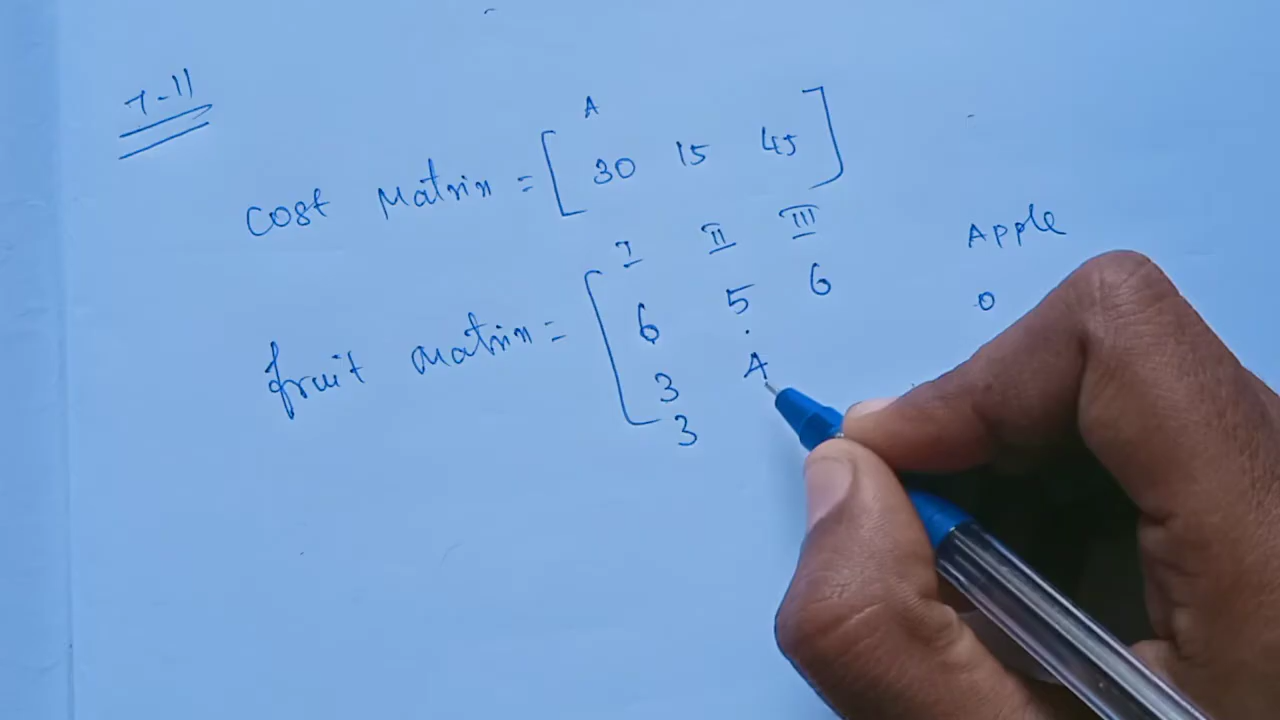 7-11
A
Cost Matrix = [ 30 15 45 ]
I II III
Apple
fruit Matrix = [ 6 5 6
0
3 4
3